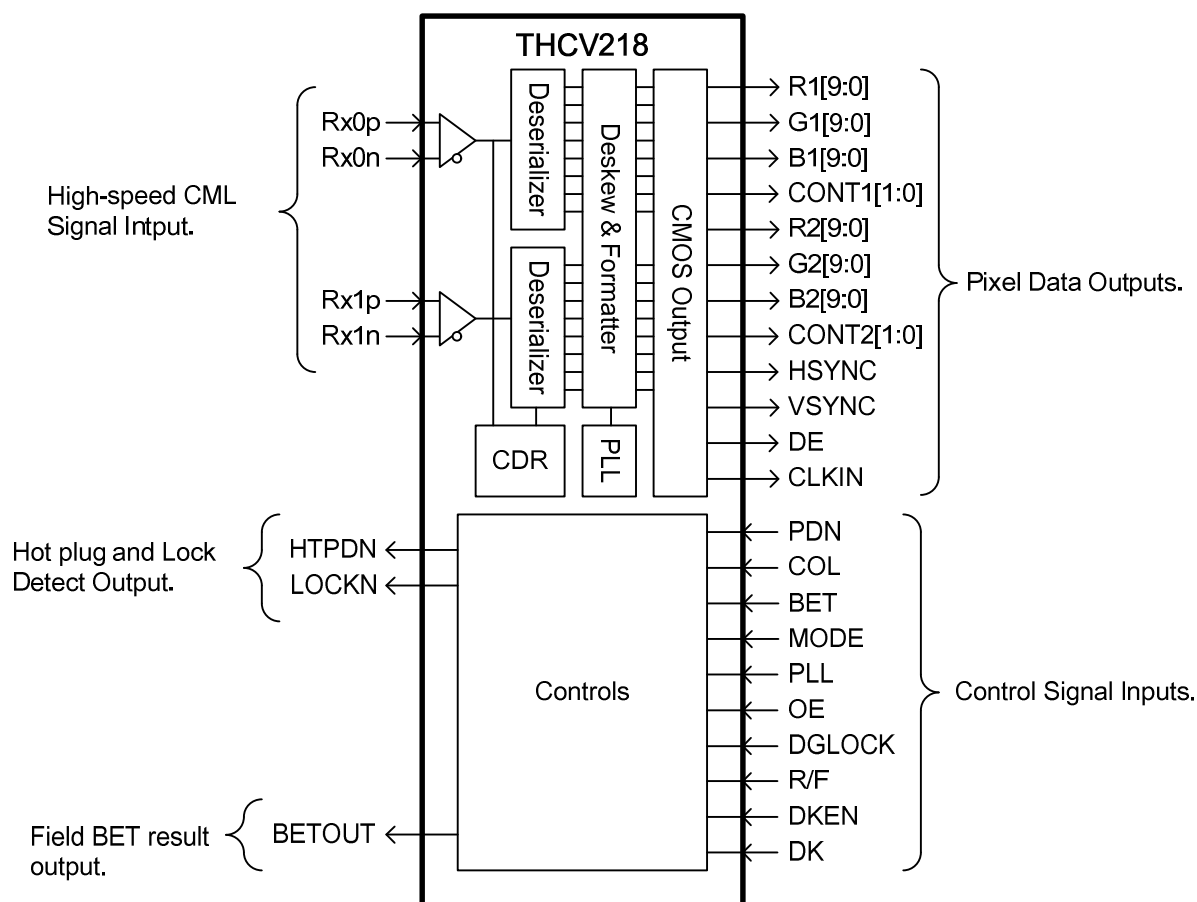 THCV218
High-speed CML
Signal Intput.
Rx0p
Rx0n
Rx1p
Rx1n
Deserializer
Deserializer
Deskew & Formatter
CMOS Output
CDR
PLL
R1[9:0]
G1[9:0]
B1[9:0]
CONT1[1:0]
R2[9:0]
G2[9:0]
B2[9:0]
CONT2[1:0]
HSYNC
VSYNC
DE
CLKIN
Pixel Data Outputs.
Hot plug and Lock
Detect Output.
HTPDN
LOCKN
Controls
PDN
COL
BET
MODE
PLL
OE
DGLOCK
R/F
DKEN
DK
Control Signal Inputs.
Field BET result
output.
BETOUT